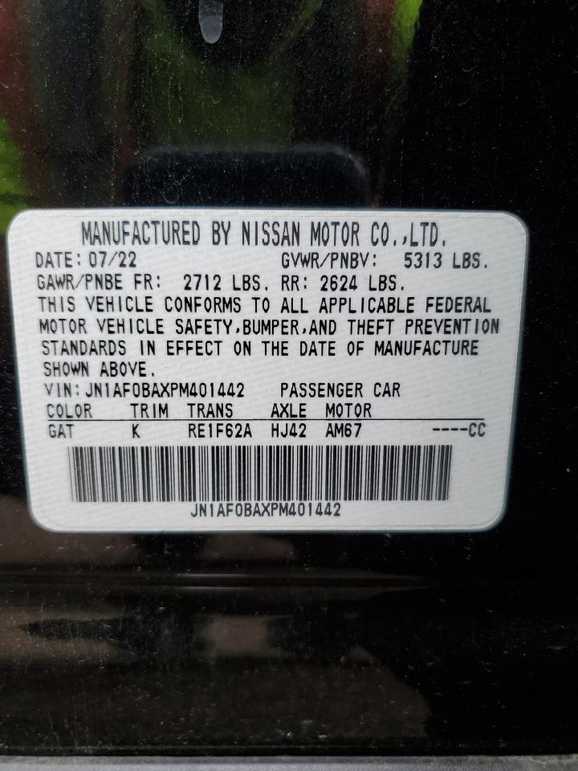 MANUFACTURED BY NISSAN MOTOR CO.,LTD.
DATE: 07/22 GVWR/PNBV: 5313 LBS.
GAWR/PNBE FR: 2712 LBS. RR: 2624 LBS.
THIS VEHICLE CONFORMS TO ALL APPLICABLE FEDERAL
MOTOR VEHICLE SAFETY,BUMPER,AND THEFT PREVENTION
STANDARDS IN EFFECT ON THE DATE OF MANUFACTURE
SHOWN ABOVE.
VIN: JN1AF0BAXPM401442 PASSENGER CAR
COLOR TRIM TRANS AXLE MOTOR
GAT K RE1F62A HJ42 AM67 ----CC
JN1AF0BAXPM401442